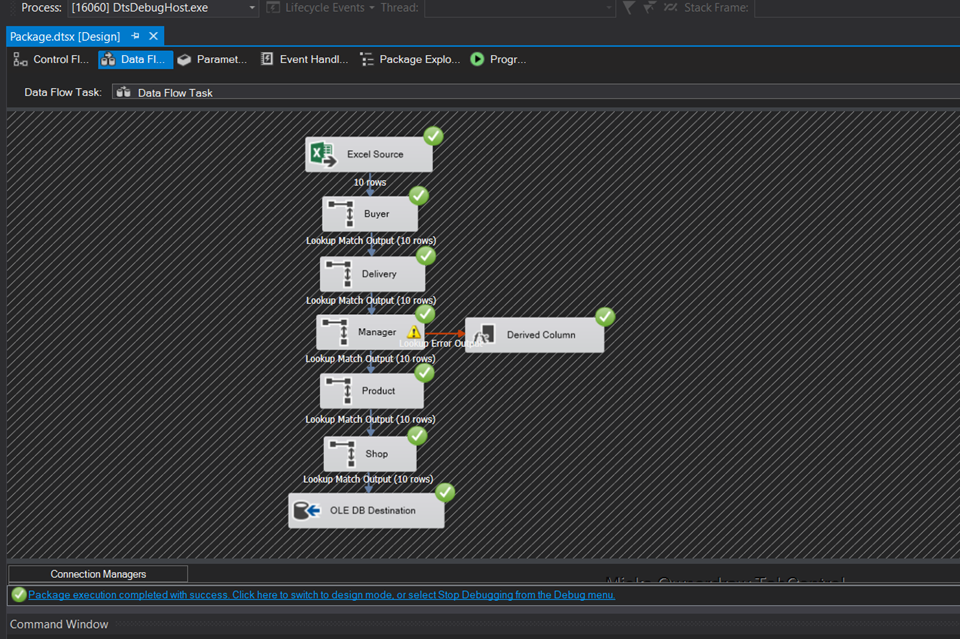 Process: [16060] DtsDebugHost.exe Lifecycle Events Thread: Stack Frame:
Package.dtsx [Design]
Control Fl... Data Fl... Paramet... Event Handl... Package Explo... Progr...
Data Flow Task: Data Flow Task
Excel Source
10 rows
Buyer
Lookup Match Output (10 rows)
Delivery
Lookup Match Output (10 rows)
Manager
Lookup Error Output
Derived Column
Lookup Match Output (10 rows)
Product
Lookup Match Output (10 rows)
Shop
Lookup Match Output (10 rows)
OLE DB Destination
Connection Managers
Package execution completed with success. Click here to switch to design mode, or select Stop Debugging from the Debug menu.
Command Window